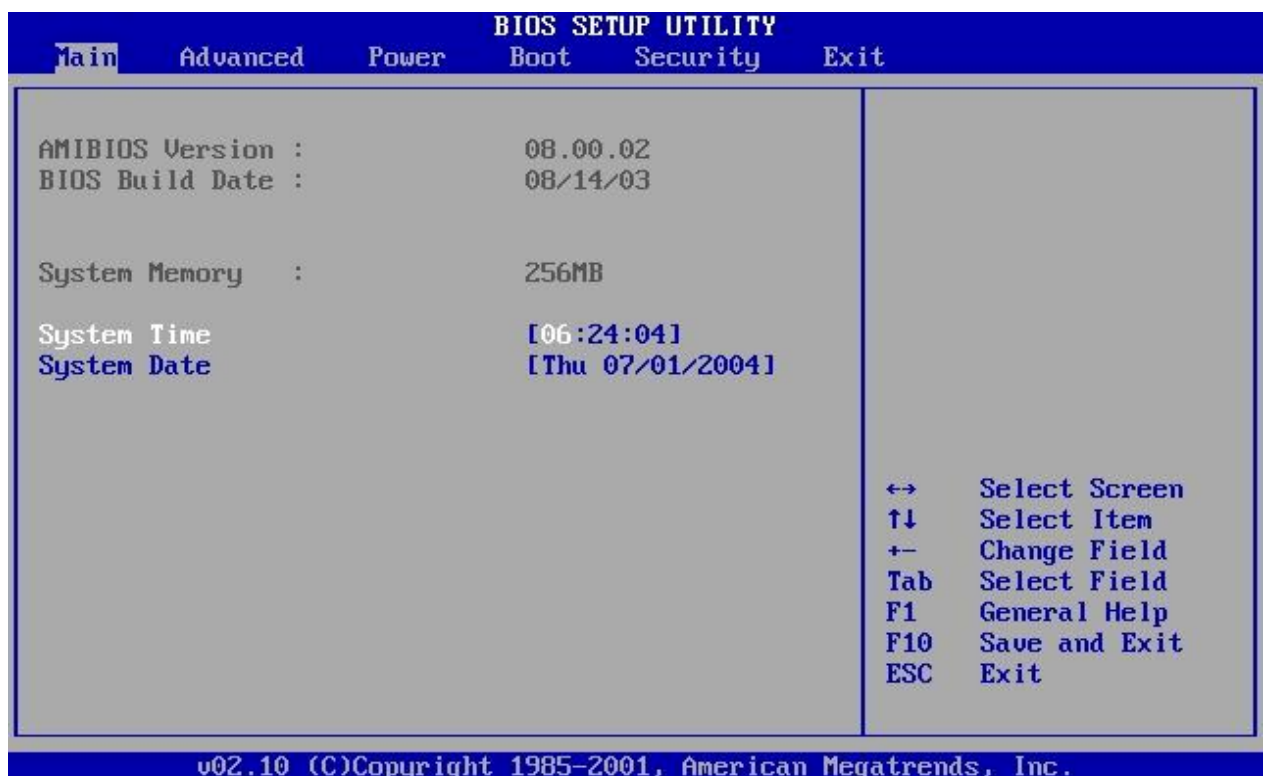 BIOS SETUP UTILITY
Main Advanced Power Boot Security Exit
AMIBIOS Version : 08.00.02
BIOS Build Date : 08/14/03
System Memory : 256MB
System Time [06:24:04]
System Date [Thu 07/01/2004]
←→ Select Screen
↑↓ Select Item
+- Change Field
Tab Select Field
F1 General Help
F10 Save and Exit
ESC Exit
v02.10 (C)Copyright 1985-2001, American Megatrends, Inc.